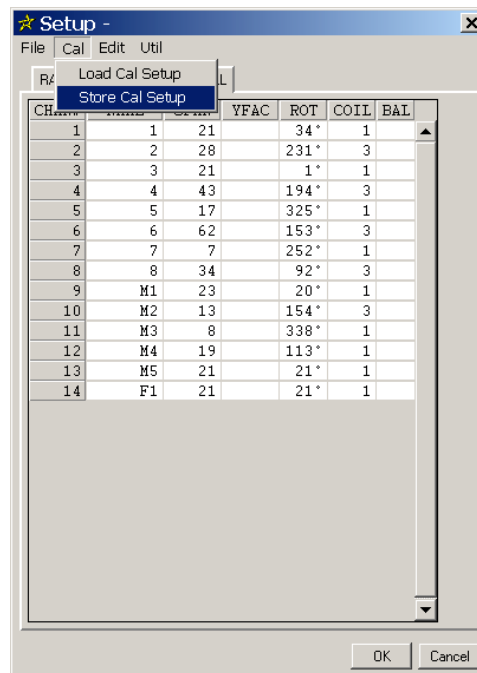 Setup -
File Cal Edit Util
Load Cal Setup
Store Cal Setup
YFAC ROT COIL BAL
1 1 21 34° 1
2 2 28 231° 3
3 3 21 1° 1
4 4 43 194° 3
5 5 17 325° 1
6 6 62 153° 3
7 7 7 252° 1
8 8 34 92° 3
9 M1 23 20° 1
10 M2 13 154° 3
11 M3 8 338° 1
12 M4 19 113° 1
13 M5 21 21° 1
14 F1 21 21° 1
OK Cancel